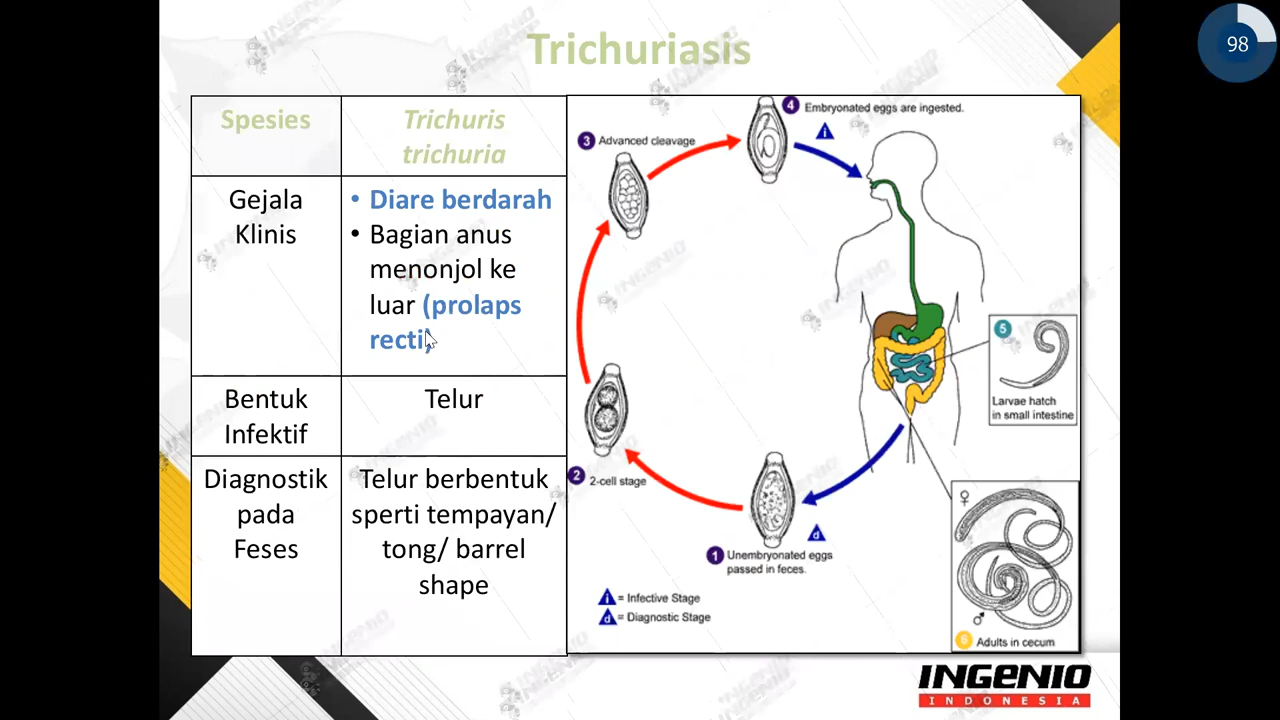 98
Trichuriasis
Spesies
Trichuris
trichuria
Gejala
Klinis
• Diare berdarah
• Bagian anus
menonjol ke
luar (prolaps
recti)
Bentuk
Infektif
Telur
Diagnostik
pada
Feses
Telur berbentuk
sperti tempayan/
tong/ barrel
shape
4 Embryonated eggs are ingested.
i
3 Advanced cleavage
5
Larvae hatch
in small intestine
2 2-cell stage
d
1 Unembryonated eggs
passed in feces.
i = Infective Stage
d = Diagnostic Stage
♀
♂
6 Adults in cecum
INGENIO
INDONESIA